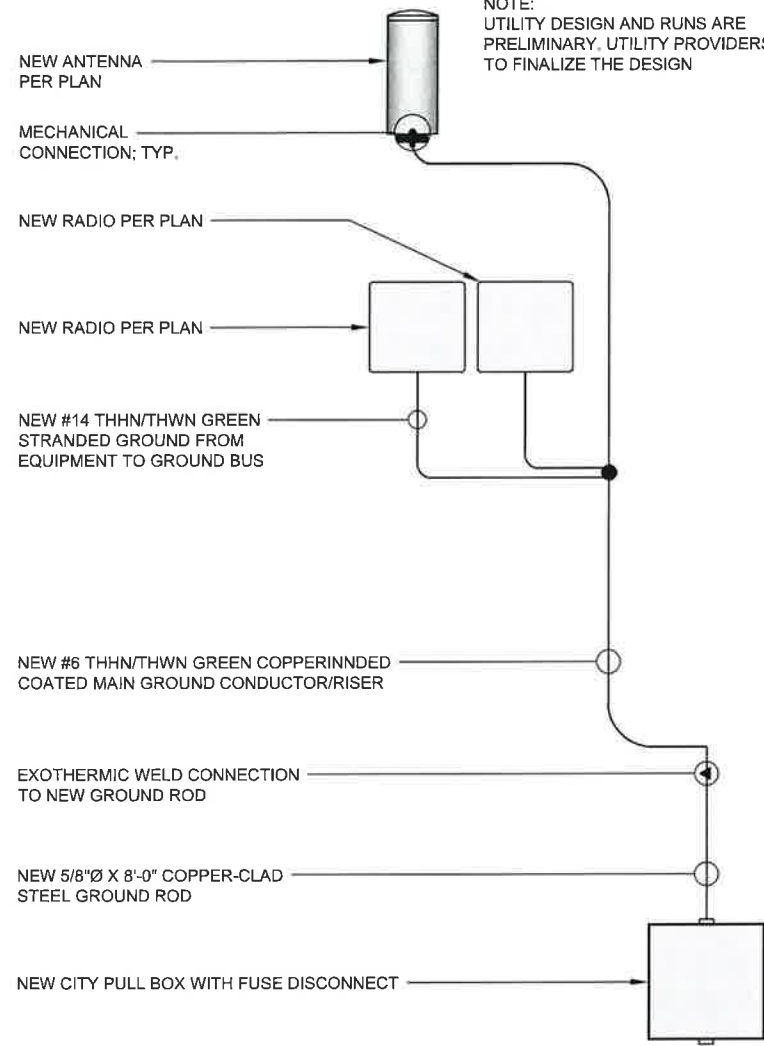 NOTE:
UTILITY DESIGN AND RUNS ARE
PRELIMINARY. UTILITY PROVIDERS
TO FINALIZE THE DESIGN
NEW ANTENNA
PER PLAN
MECHANICAL
CONNECTION; TYP.
NEW RADIO PER PLAN
NEW RADIO PER PLAN
NEW #14 THHN/THWN GREEN
STRANDED GROUND FROM
EQUIPMENT TO GROUND BUS
NEW #6 THHN/THWN GREEN COPPERINNDED
COATED MAIN GROUND CONDUCTOR/RISER
EXOTHERMIC WELD CONNECTION
TO NEW GROUND ROD
NEW 5/8"Ø X 8'-0" COPPER-CLAD
STEEL GROUND ROD
NEW CITY PULL BOX WITH FUSE DISCONNECT